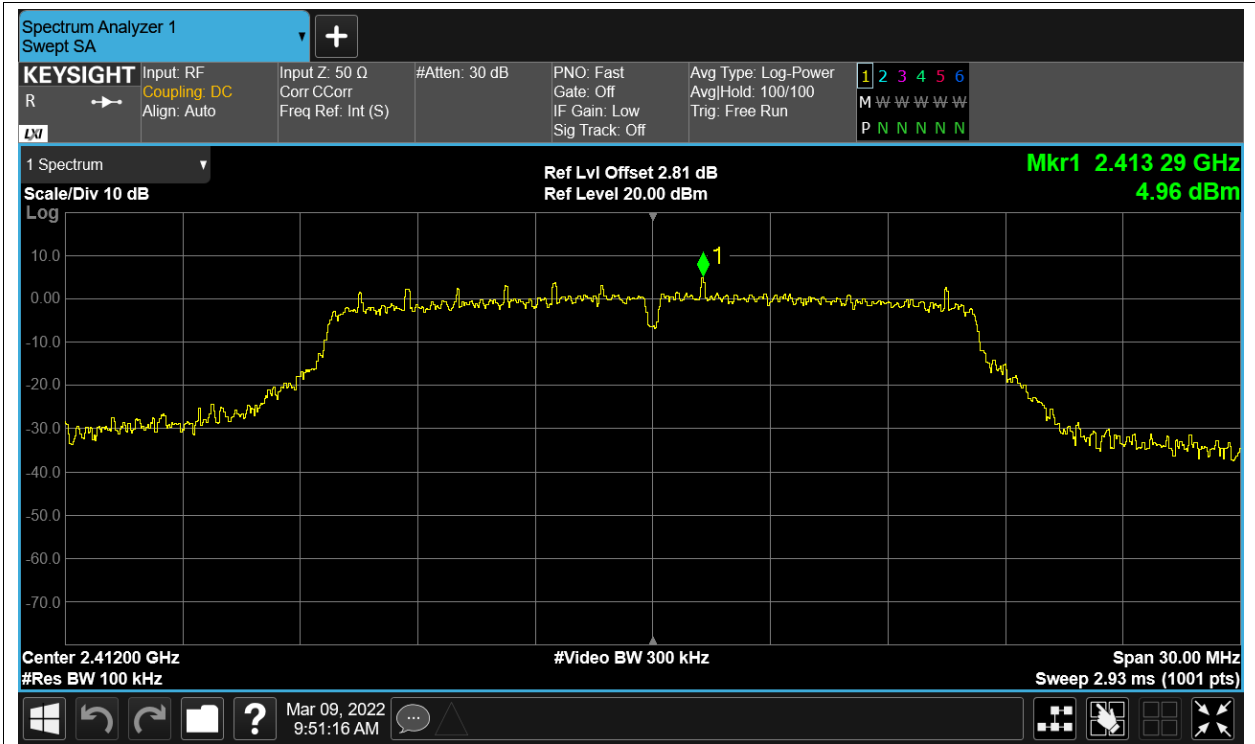 Spectrum Analyzer 1
Swept SA
KEYSIGHT
R
LXI
Input: RF
Coupling: DC
Align: Auto
Input Z: 50 Ω
Corr CCorr
Freq Ref: Int (S)
#Atten: 30 dB
PNO: Fast
Gate: Off
IF Gain: Low
Sig Track: Off
Avg Type: Log-Power
Avg|Hold: 100/100
Trig: Free Run
1 2 3 4 5 6
M W W W W W
P N N N N N
1 Spectrum
Scale/Div 10 dB
Log
Ref Lvl Offset 2.81 dB
Ref Level 20.00 dBm
Mkr1 2.413 29 GHz
4.96 dBm
1
10.0
0.00
-10.0
-20.0
-30.0
-40.0
-50.0
-60.0
-70.0
Center 2.41200 GHz
#Res BW 100 kHz
#Video BW 300 kHz
Span 30.00 MHz
Sweep 2.93 ms (1001 pts)
?
Mar 09, 2022
9:51:16 AM